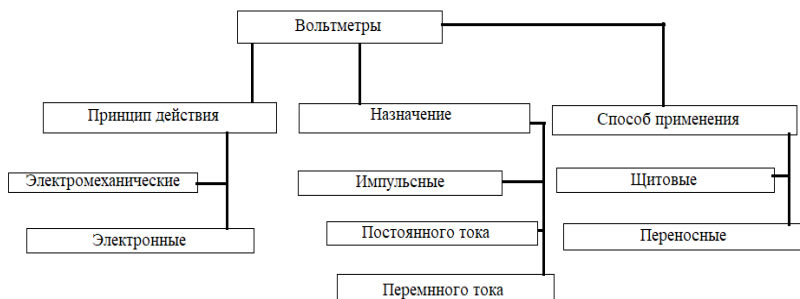 Вольтметры
Принцип действия
Назначение
Способ применения
Электромеханические
Импульсные
Щитовые
Электронные
Постоянного тока
Переносные
Перемнного тока